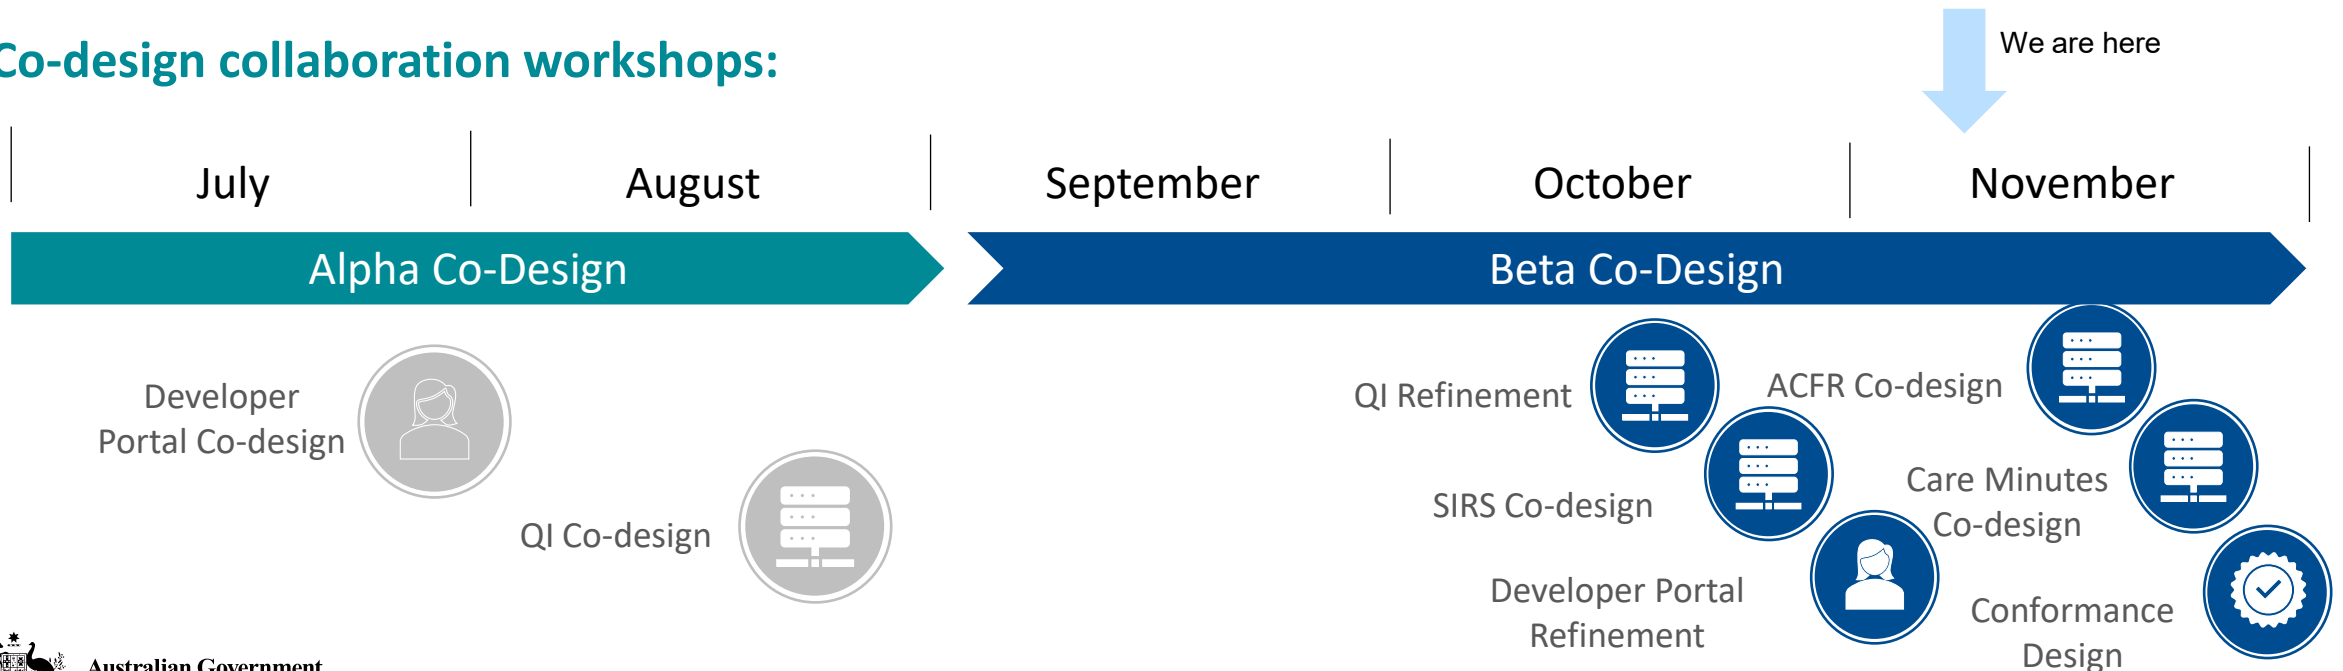 Co-design collaboration workshops:
We are here
July
August
September
October
November
Alpha Co-Design
Beta Co-Design
Developer
Portal Co-design
QI Co-design
QI Refinement
SIRS Co-design
Developer Portal
Refinement
ACFR Co-design
Care Minutes
Co-design
Conformance
Design
Australian Government